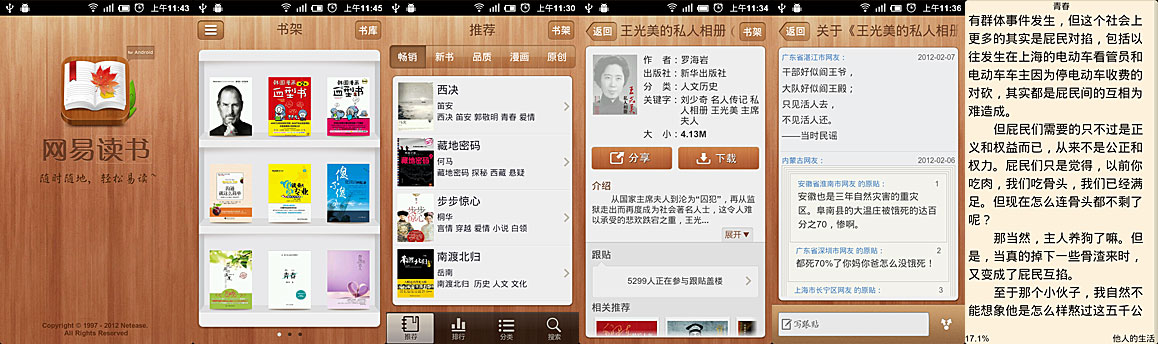 上午11:43
for Android
网易读书
随时随地，轻松易读
Copyright © 1997 - 2012 Netease.
All Rights Reserved
上午11:45
书架
书库
韩国漫画
血型书
韩国漫画
血型书
青春
上午11:30
推荐
书架
畅销
新书
品质
漫画
原创
西决
笛安
西决 笛安 郭敬明 青春 爱情
藏地密码
何马
藏地密码 探秘 西藏 悬疑
步步惊心
桐华
言情 穿越 爱情 小说 白领
南渡北归
岳南
南渡北归 历史 人文 文化
推荐
排行
分类
搜索
上午11:34
返回
王光美的私人相册（
书架
作 者：罗海岩
出版社：新华出版社
分 类：人文历史
关键字：刘少奇 名人传记 私
人相册 王光美 主席
夫人
大 小：4.13M
分享
下载
介绍
从国家主席夫人到沦为“囚犯”，再从监
狱走出而再度成为社会著名人士，这令人难
以承受的悲欢跌宕之重，王光...
展开
跟贴
5299人正在参与跟贴盖楼
相关推荐
上午11:36
返回
关于《王光美的私人相
广东省湛江市网友：
2012-02-07
干部好似阎王爷，
大队好似阎王殿；
只见活人去，
不见活人还。
——当时民谣
内蒙古网友：
2012-02-06
安徽省淮南市网友 的原贴：
1
安徽也是三年自然灾害的重灾
区。阜南县的大温庄被饿死的达百
分之70，惨啊。
广东省深圳市网友 的原贴：
2
都死70%了你妈你爸怎么没饿死！
上海市长宁区网友 的原贴：
3
写跟贴
青春
有群体事件发生，但这个社会上
更多的其实是屁民对掐，包括以
往发生在上海的电动车看管员和
电动车车主因为停电动车收费的
对砍，其实都是屁民间的互相为
难造成。
但屁民们需要的只不过是正
义和权益而已，从来不是公正和
权力。屁民们只是觉得，以前你
吃肉，我们吃骨头，我们已经满
足。但现在怎么连骨头都不剩了
呢？
那当然，主人养狗了嘛。但
是，当真的掉下一些骨渣来时，
又变成了屁民互掐。
至于那个小伙子，我自然不
能想象他是怎么样熬过这五千公
17.1%
他人的生活